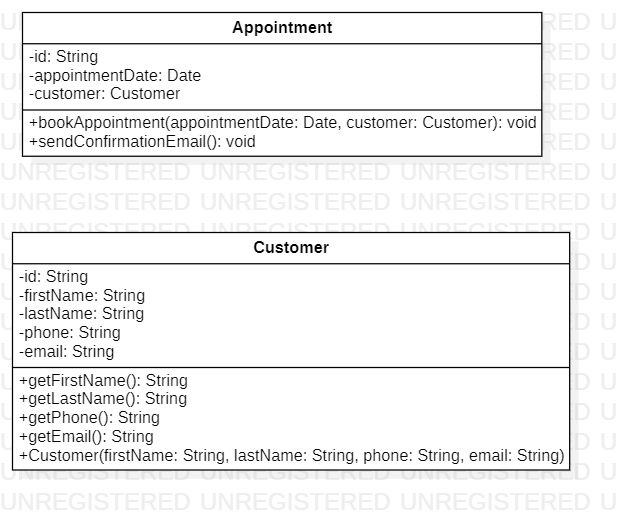 Appointment
-id: String
-appointmentDate: Date
-customer: Customer
+bookAppointment(appointmentDate: Date, customer: Customer): void
+sendConfirmationEmail(): void
UNREGISTERED UNREGISTERED UNREGISTERED U
UNREGISTERED UNREGISTERED UNREGISTERED U
Customer
-id: String
-firstName: String
-lastName: String
-phone: String
-email: String
+getFirstName(): String
+getLastName(): String
+getPhone(): String
+getEmail(): String
+Customer(firstName: String, lastName: String, phone: String, email: String)
UNREGISTERED UNREGISTERED UNREGISTERED U